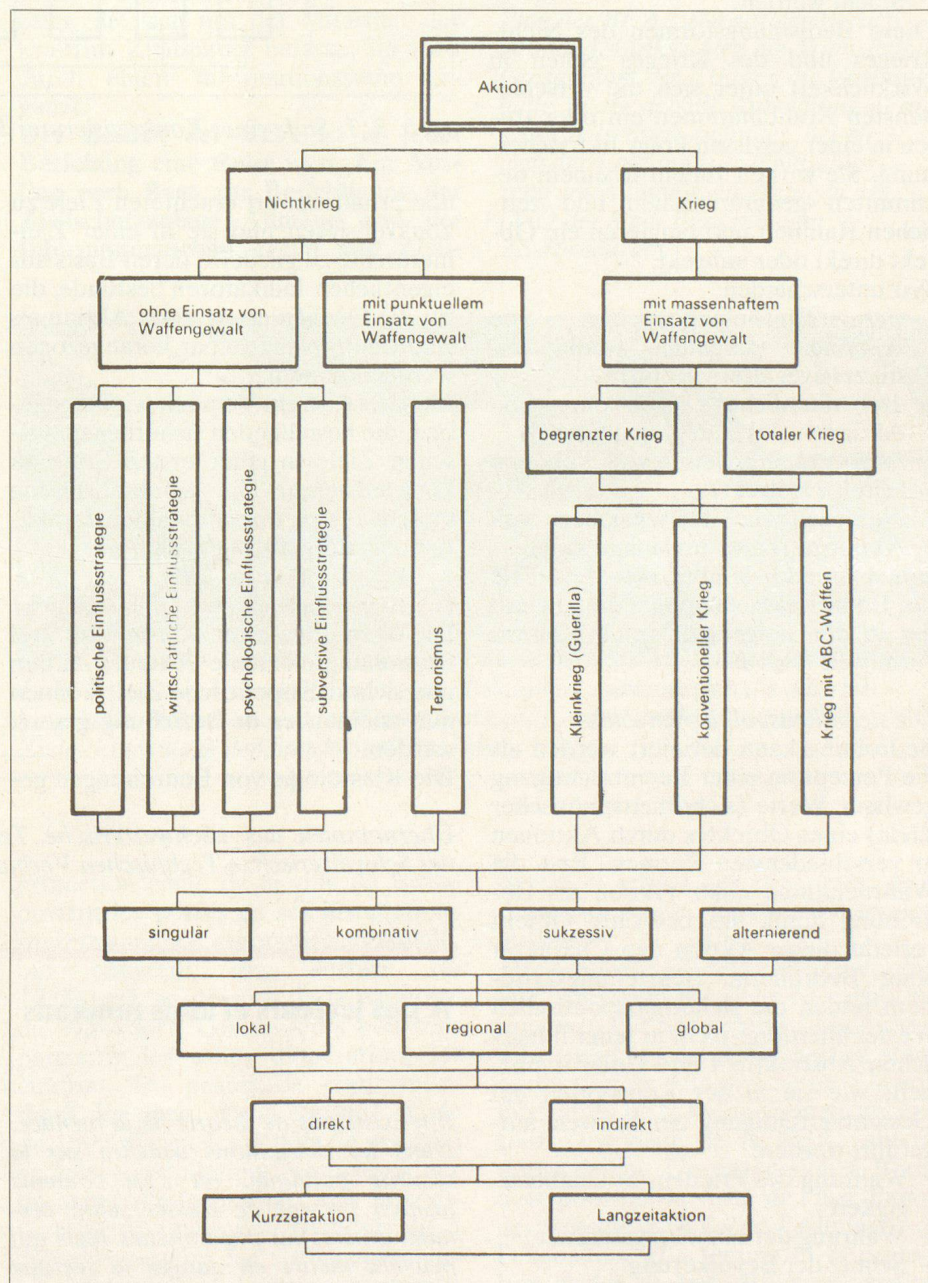 Aktion
Nichtkrieg
Krieg
ohne Einsatz von
Waffengewalt
mit punktuellem
Einsatz von
Waffengewalt
mit massenhaftem
Einsatz von
Waffengewalt
begrenzter Krieg
totaler Krieg
politische Einflussstrategie
wirtschaftliche Einflussstrategie
psychologische Einflussstrategie
subversive Einflussstrategie
Terrorismus
Kleinkrieg (Guerilla)
konventioneller Krieg
Krieg mit ABC-Waffen
singulär
kombinativ
sukzessiv
alternierend
lokal
regional
global
direkt
indirekt
Kurzzeitaktion
Langzeitaktion